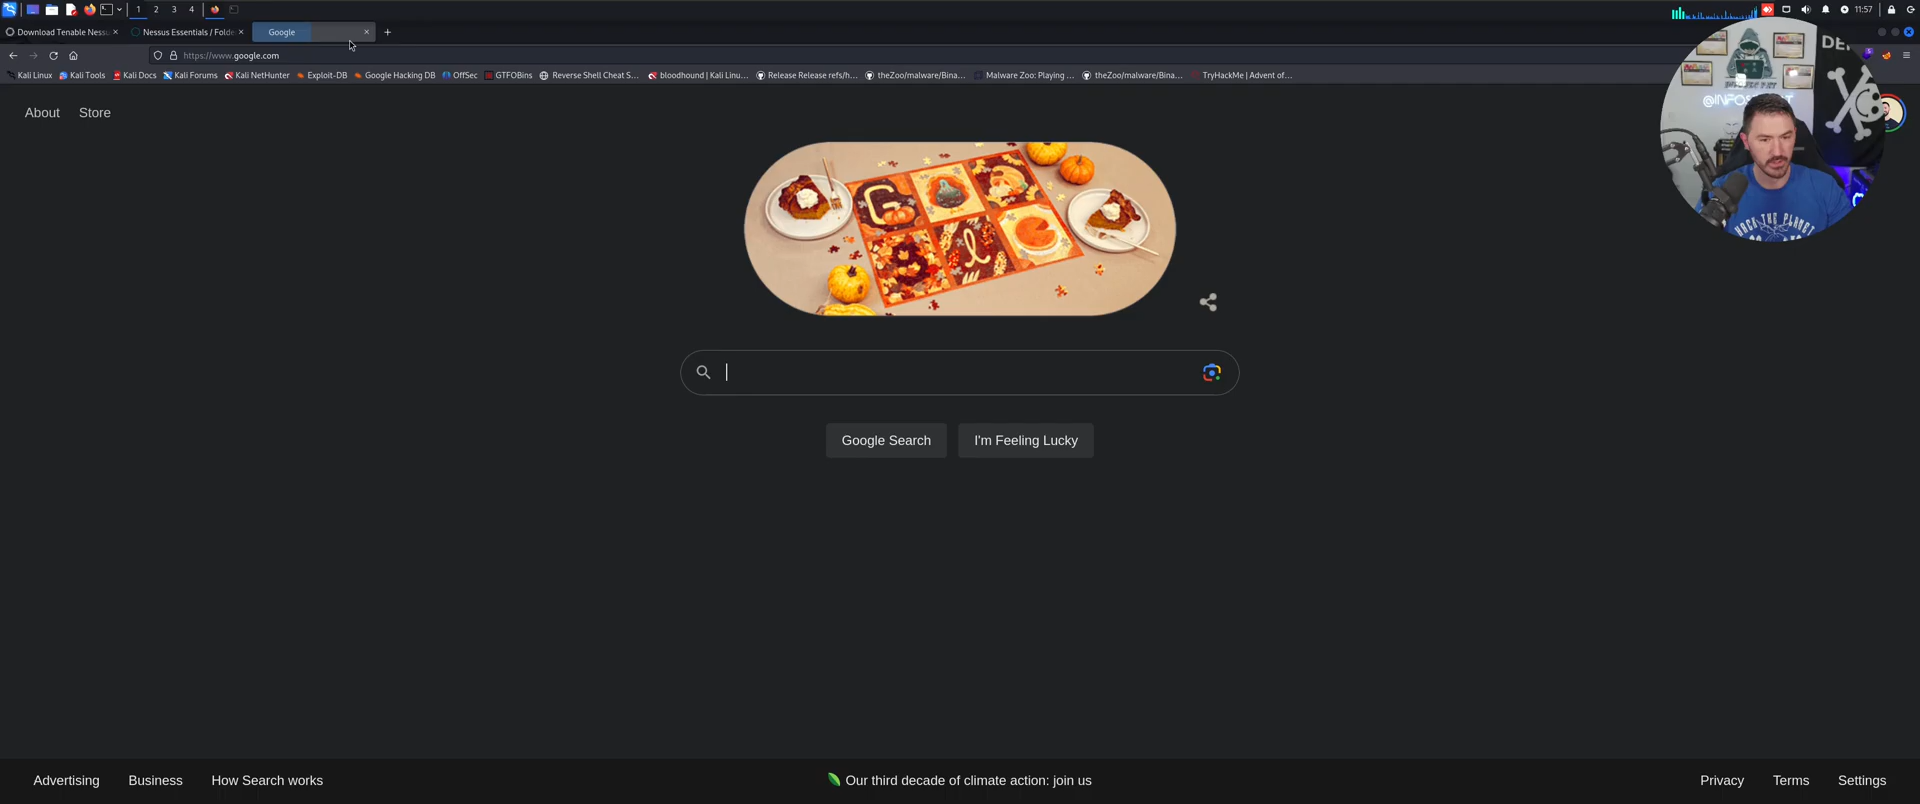 1 2 3 4
11:57
Download Tenable Nessu
Nessus Essentials / Folde
Google
https://www.google.com
Kali Linux
Kali Tools
Kali Docs
Kali Forums
Kali NetHunter
Exploit-DB
Google Hacking DB
OffSec
GTFOBins
Reverse Shell Cheat S...
bloodhound | Kali Linu...
Release Release refs/h...
theZoo/malware/Bina...
Malware Zoo: Playing ...
theZoo/malware/Bina...
TryHackMe | Advent of...
About
Store
HACK THE PLANET
Google Search
I'm Feeling Lucky
Advertising
Business
How Search works
Our third decade of climate action: join us
Privacy
Terms
Settings